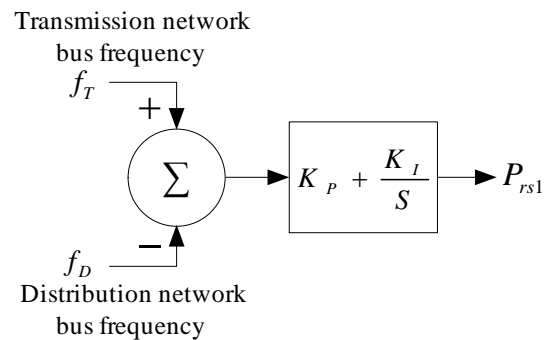 Transmission network
bus frequency
f_T
+
Σ
K_P + K_I/S
P_rs1
−
f_D
Distribution network
bus frequency